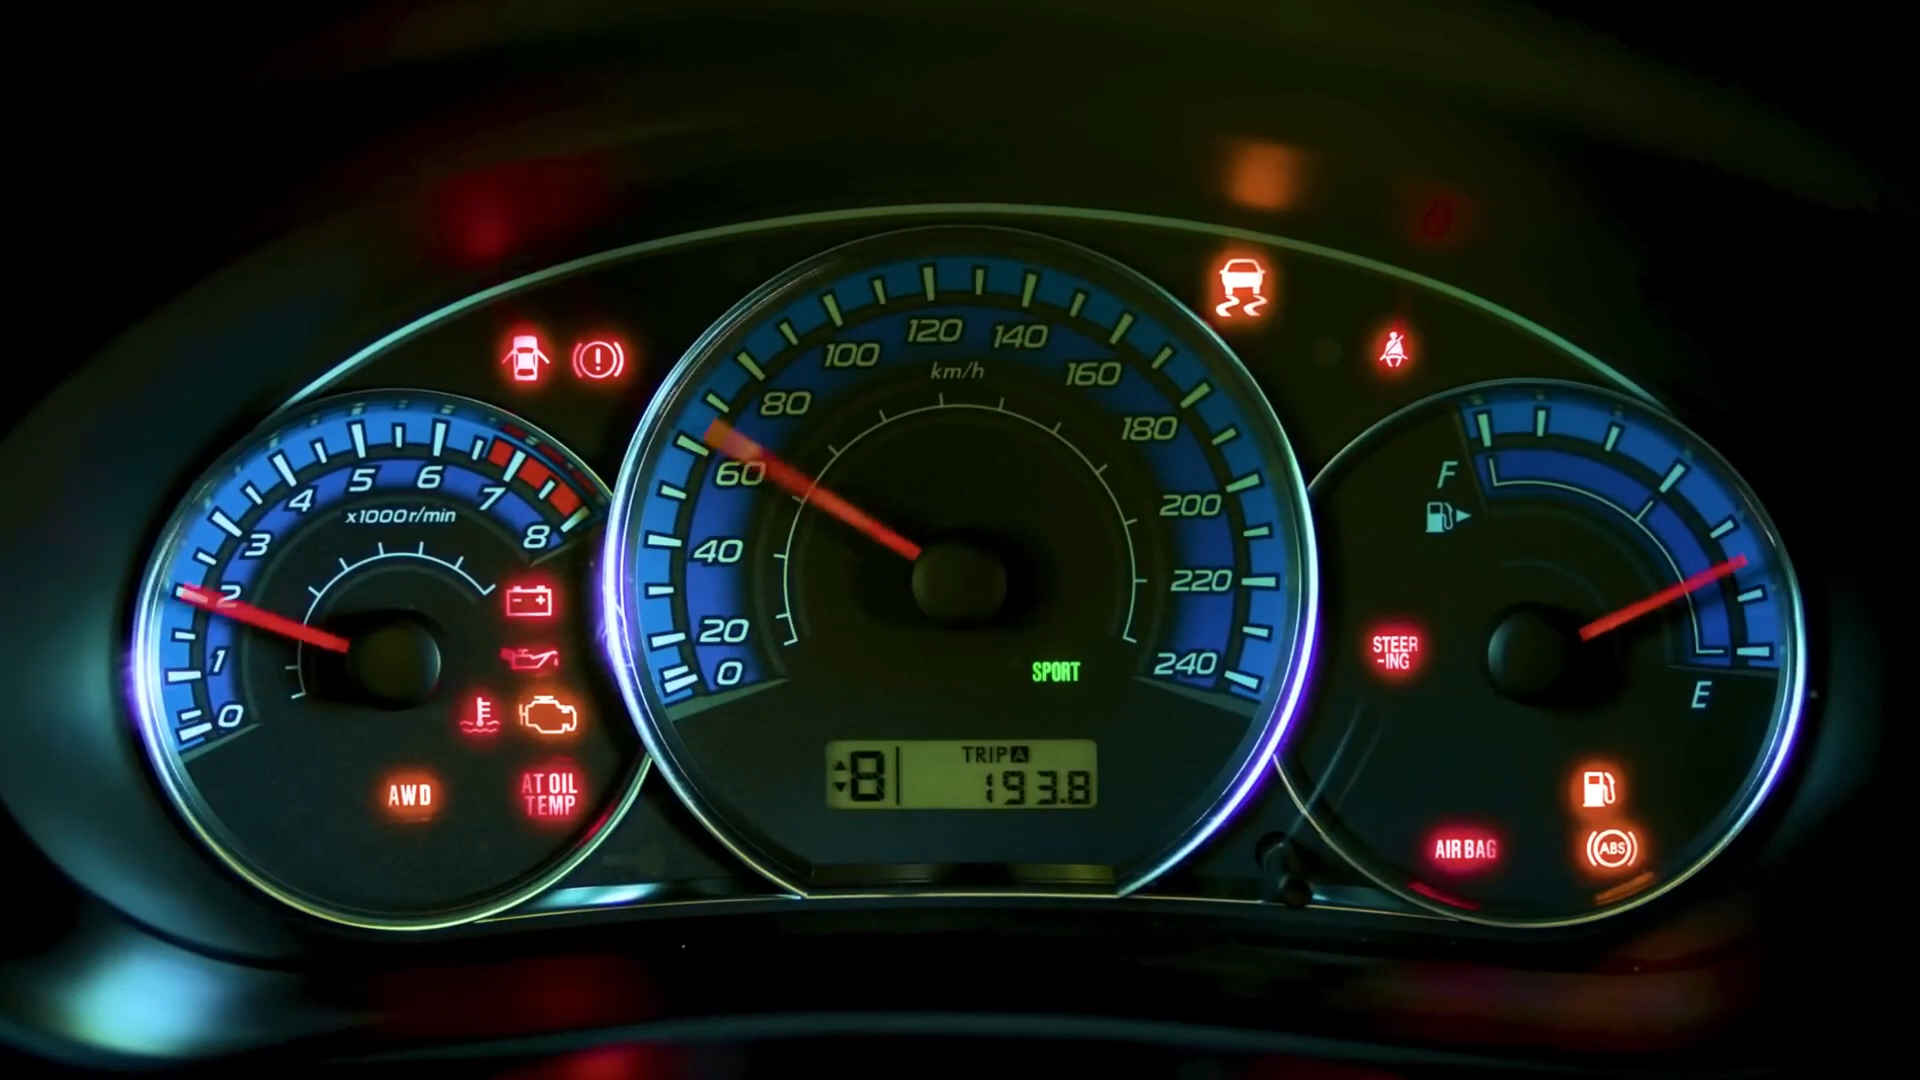 0
1
2
3
4
5
6
7
8
x1000r/min
AWD
AT OIL
TEMP
0
20
40
60
80
100
120
140
160
180
200
220
240
km/h
SPORT
8
TRIP A
193.8
F
E
STEER
-ING
AIR BAG
ABS